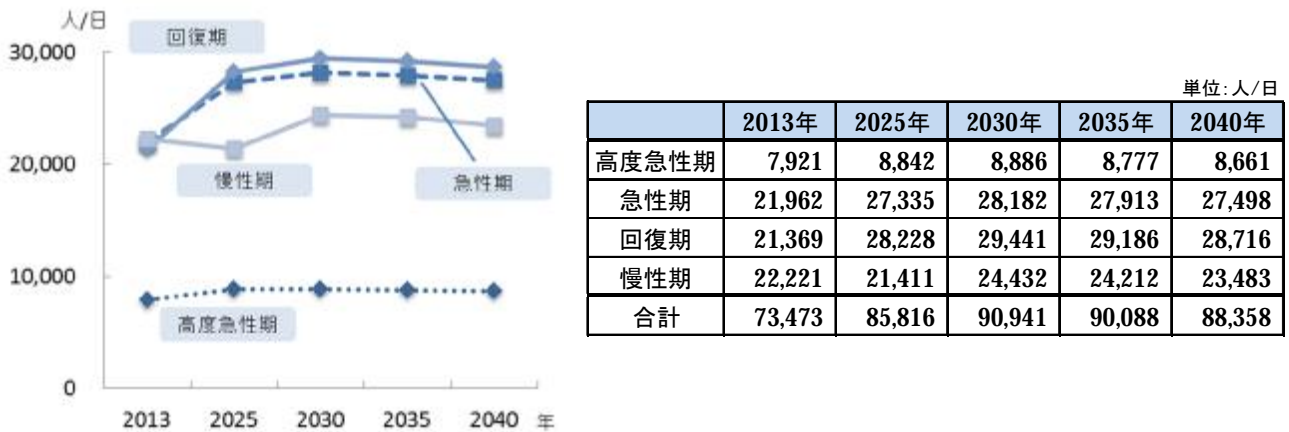 人/日
30,000
20,000
10,000
0
回復期
慢性期
急性期
高度急性期
2013 2025 2030 2035 2040 年
単位：人/日
2013年 2025年 2030年 2035年 2040年
高度急性期 7,921 8,842 8,886 8,777 8,661
急性期 21,962 27,335 28,182 27,913 27,498
回復期 21,369 28,228 29,441 29,186 28,716
慢性期 22,221 21,411 24,432 24,212 23,483
合計 73,473 85,816 90,941 90,088 88,358